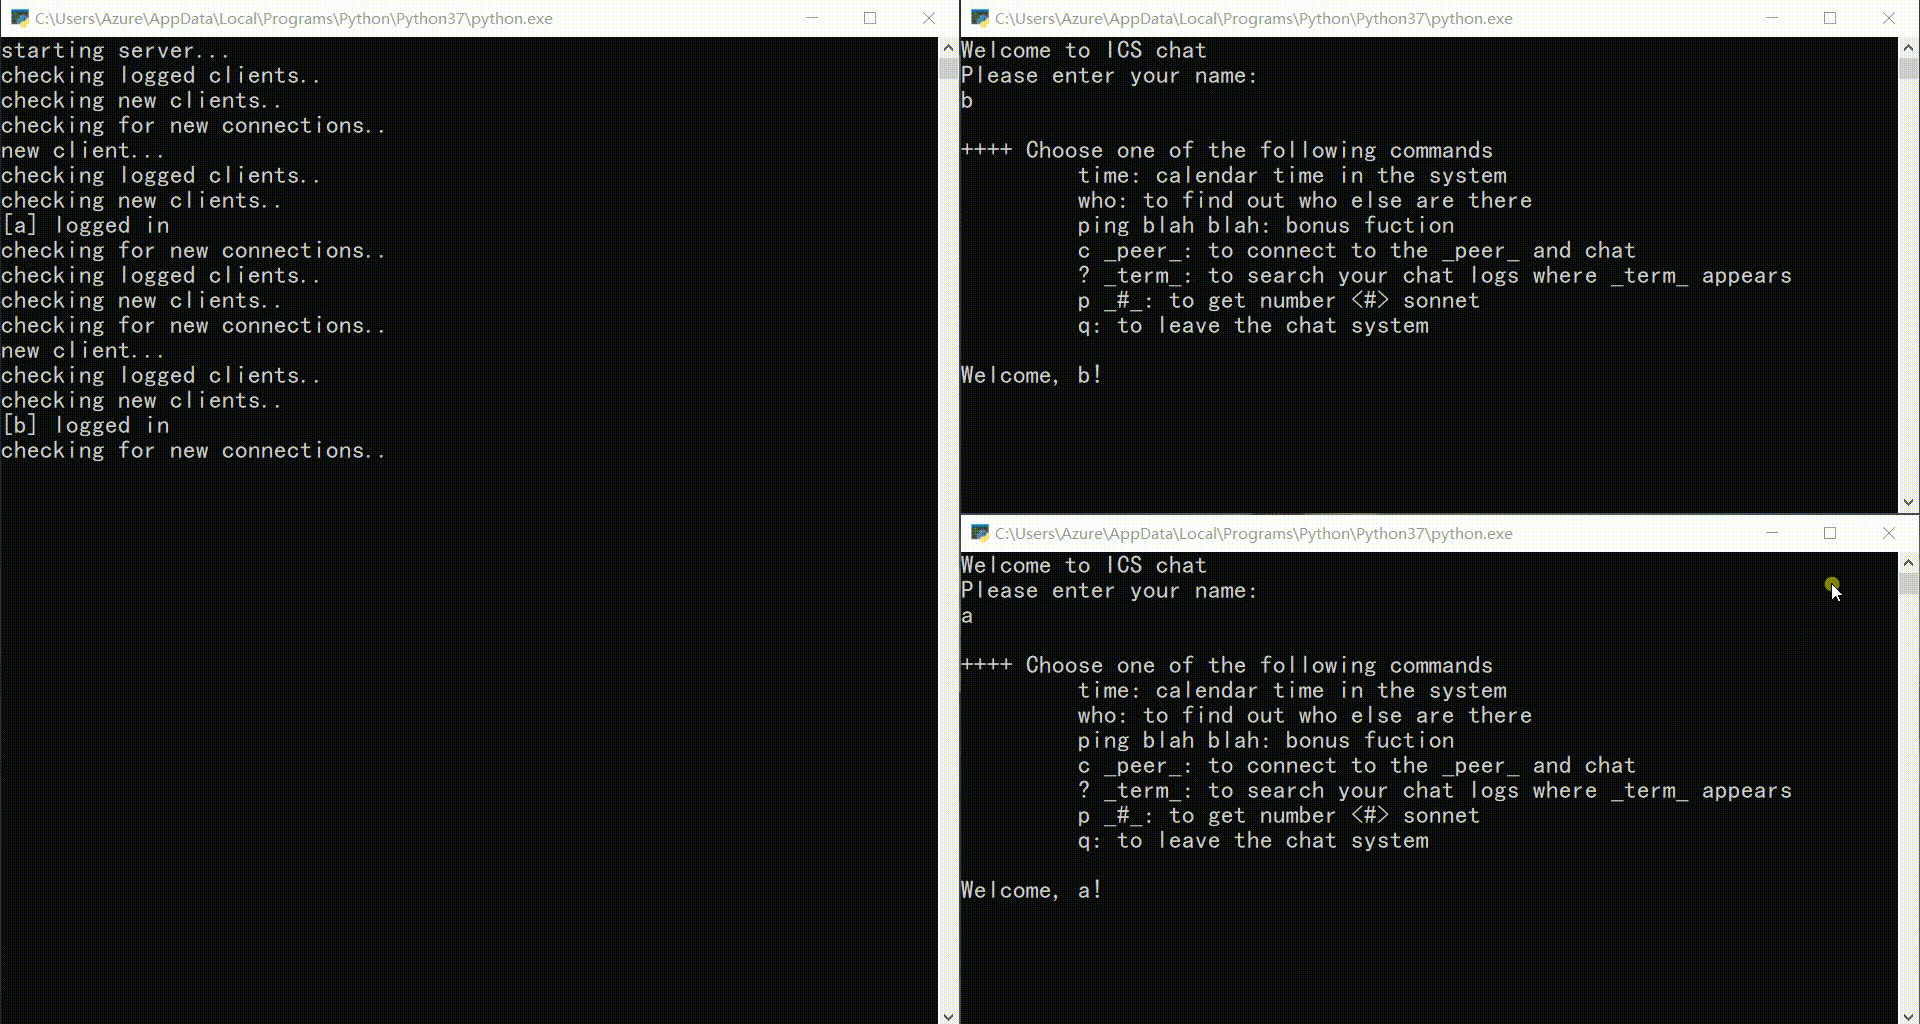 C:\Users\Azure\AppData\Local\Programs\Python\Python37\python.exe
starting server...
checking logged clients..
checking new clients..
checking for new connections..
new client...
checking logged clients..
checking new clients..
[a] logged in
checking for new connections..
checking logged clients..
checking new clients..
checking for new connections..
new client...
checking logged clients..
checking new clients..
[b] logged in
checking for new connections..
C:\Users\Azure\AppData\Local\Programs\Python\Python37\python.exe
Welcome to ICS chat
Please enter your name:
b
++++ Choose one of the following commands
time: calendar time in the system
who: to find out who else are there
ping blah blah: bonus fuction
c _peer_: to connect to the _peer_ and chat
? _term_: to search your chat logs where _term_ appears
p _#_: to get number <#> sonnet
q: to leave the chat system
Welcome, b!
C:\Users\Azure\AppData\Local\Programs\Python\Python37\python.exe
Welcome to ICS chat
Please enter your name:
a
++++ Choose one of the following commands
time: calendar time in the system
who: to find out who else are there
ping blah blah: bonus fuction
c _peer_: to connect to the _peer_ and chat
? _term_: to search your chat logs where _term_ appears
p _#_: to get number <#> sonnet
q: to leave the chat system
Welcome, a!